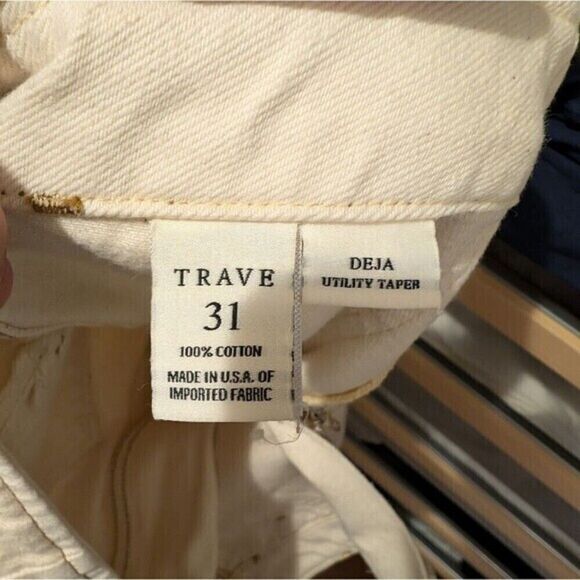 TRAVE
31
100% COTTON
MADE IN U.S.A. OF
IMPORTED FABRIC
DEJA
UTILITY TAPER